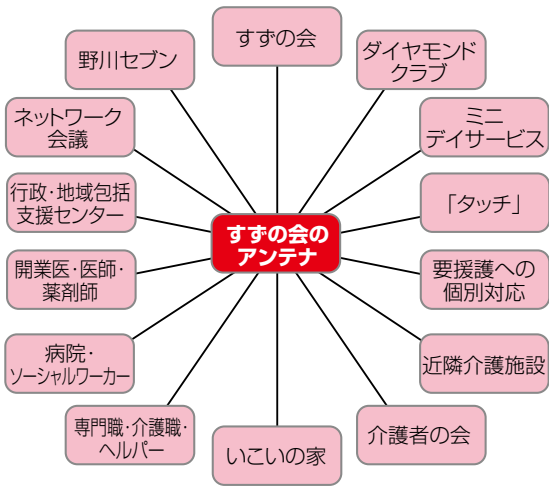 すずの会
ダイヤモンド
クラブ
ミニ
デイサービス
「タッチ」
要援護への
個別対応
近隣介護施設
介護者の会
いこいの家
専門職・介護職・
ヘルパー
病院・
ソーシャルワーカー
開業医・医師・
薬剤師
行政・地域包括
支援センター
ネットワーク
会議
野川セブン
すずの会の
アンテナ